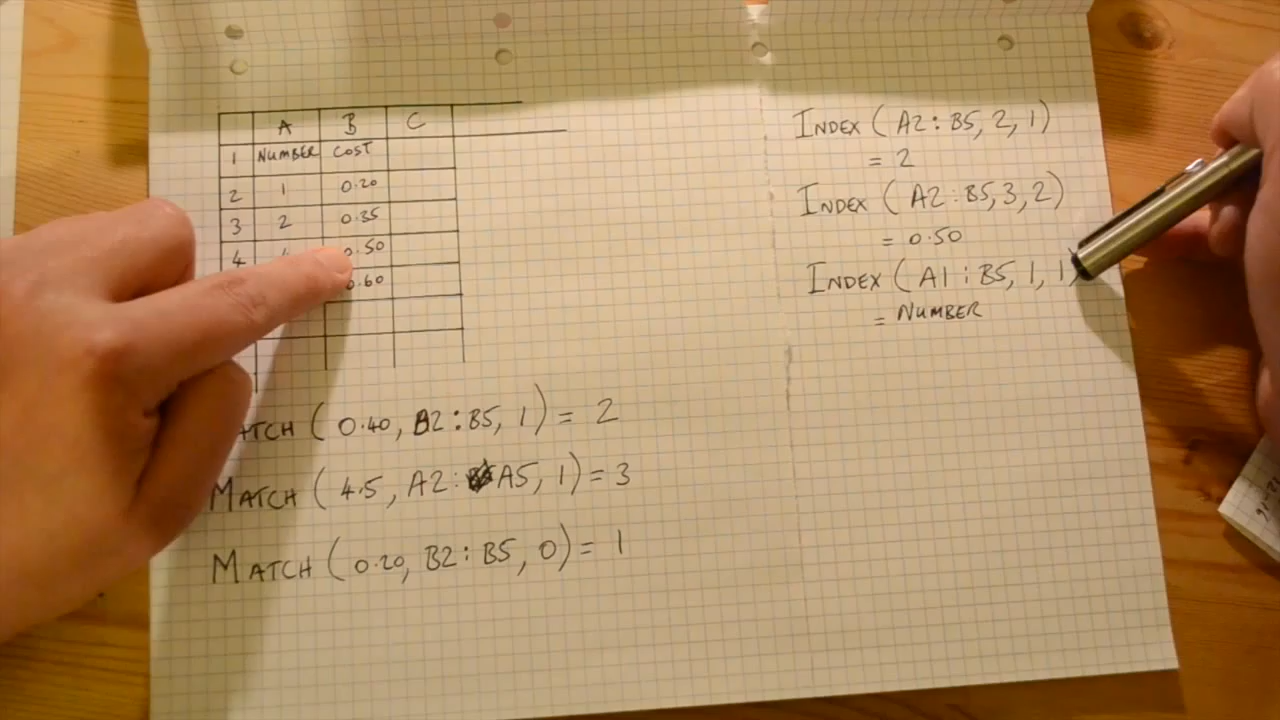 A B C
1 NUMBER COST
2 1 0.20
3 2 0.35
4 0.50
0.60
MATCH (0.40, B2:B5, 1) = 2
MATCH (4.5, A2: A5, 1) = 3
MATCH (0.20, B2:B5, 0) = 1
INDEX (A2:B5, 2, 1)
= 2
INDEX (A2:B5, 3, 2)
= 0.50
INDEX (A1:B5, 1, 1)
= NUMBER